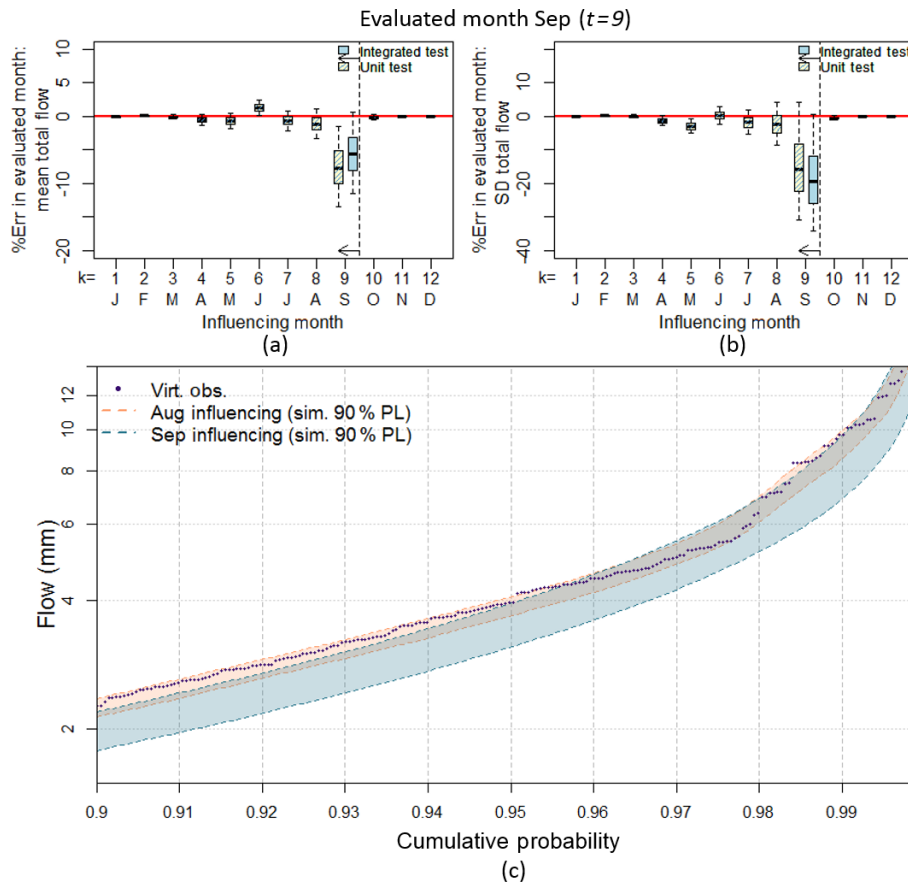 Evaluated month Sep (t=9)
%Err in evaluated month:
mean total flow
10
5
0
-10
-20
Integrated test
Unit test
k= 1 2 3 4 5 6 7 8 9 10 11 12
J F M A M J J A S O N D
Influencing month
(a)
%Err in evaluated month:
SD total flow
20
0
-20
-40
Integrated test
Unit test
k= 1 2 3 4 5 6 7 8 9 10 11 12
J F M A M J J A S O N D
Influencing month
(b)
Flow (mm)
12
10
8
6
4
2
Virt. obs.
Aug influencing (sim. 90 % PL)
Sep influencing (sim. 90 % PL)
0.9 0.91 0.92 0.93 0.94 0.95 0.96 0.97 0.98 0.99
Cumulative probability
(c)